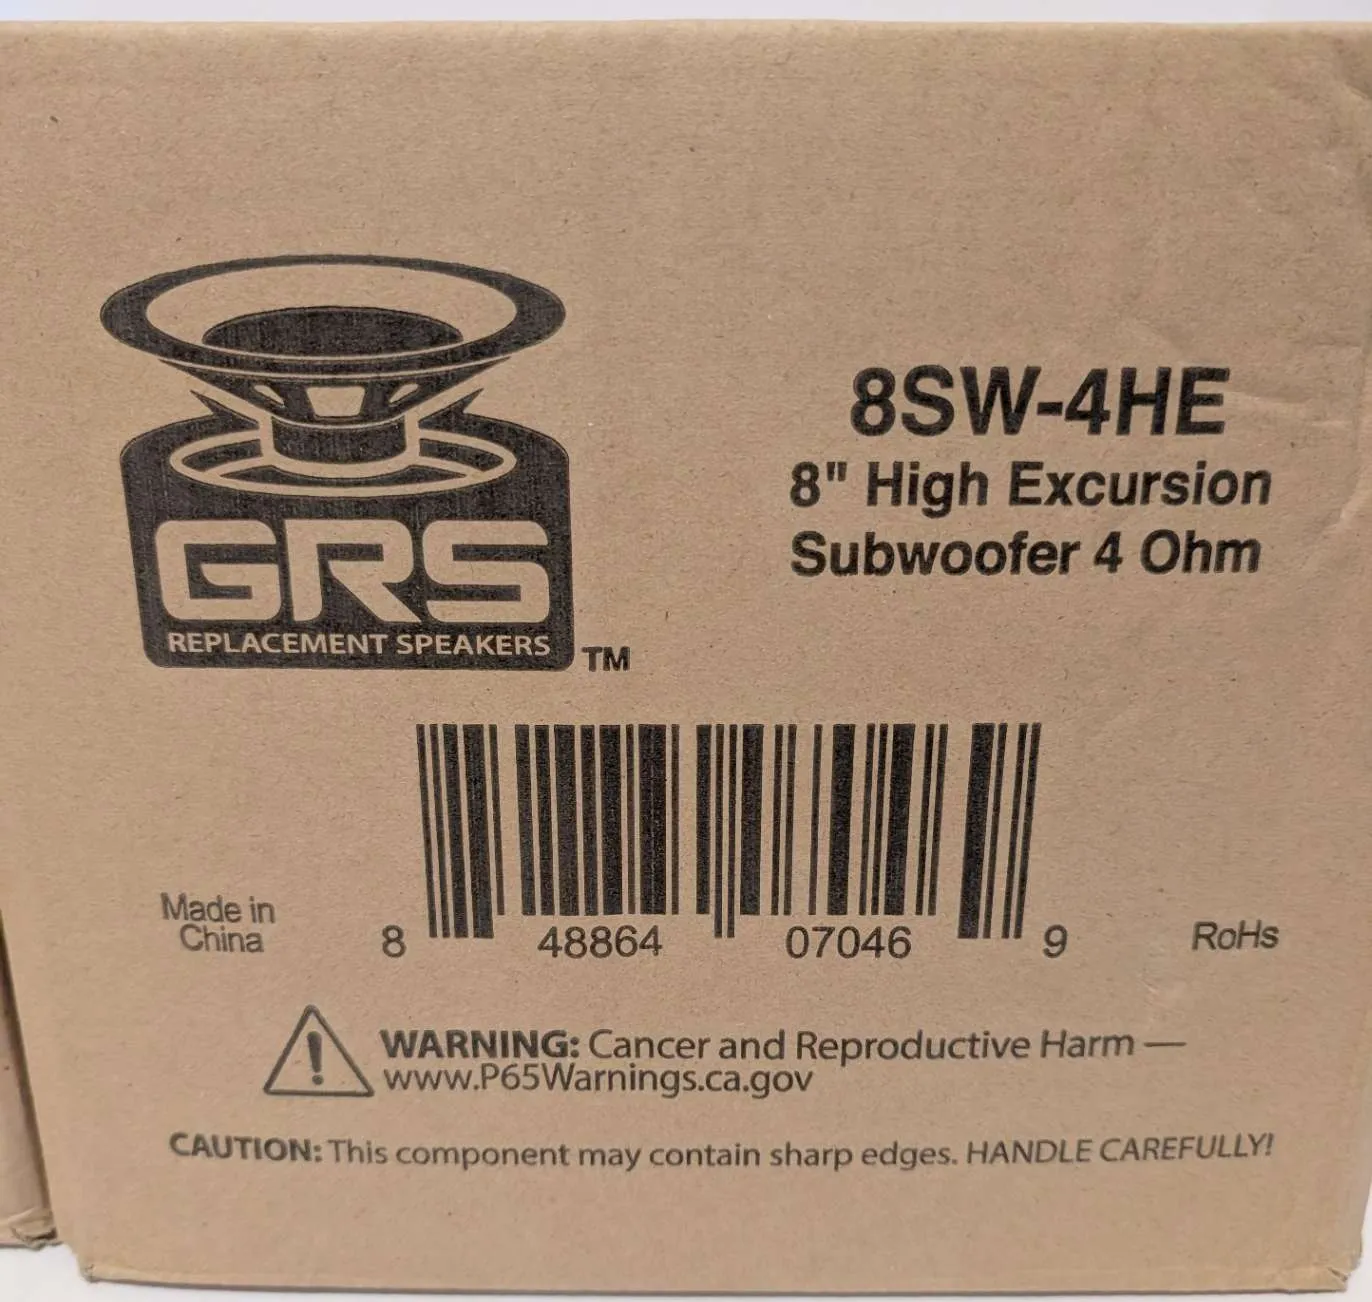 8SW-4HE
8" High Excursion
Subwoofer 4 Ohm
GRS
REPLACEMENT SPEAKERS
TM
Made in
China
8 48864 07046 9
RoHs
WARNING: Cancer and Reproductive Harm —
www.P65Warnings.ca.gov
CAUTION: This component may contain sharp edges. HANDLE CAREFULLY!